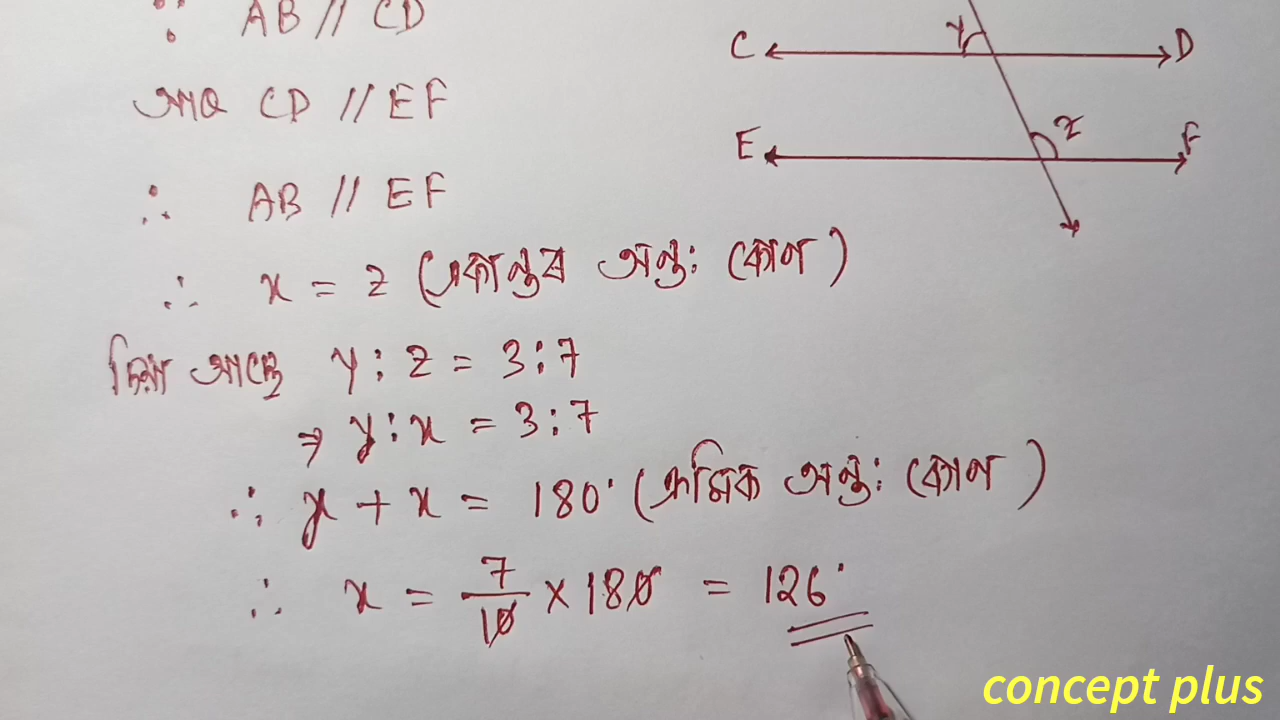 ∵ AB // CD
আর CD // EF
∴ AB // EF
∴ x = z (একান্তর অন্তঃ কোণ)
দিয়া আছে y : z = 3 : 7
⇒ y : x = 3 : 7
∴ y + x = 180° (ক্রমিক অন্তঃ কোণ)
∴ x = 7/10 × 180 = 126°
C Y D
E z F
concept plus